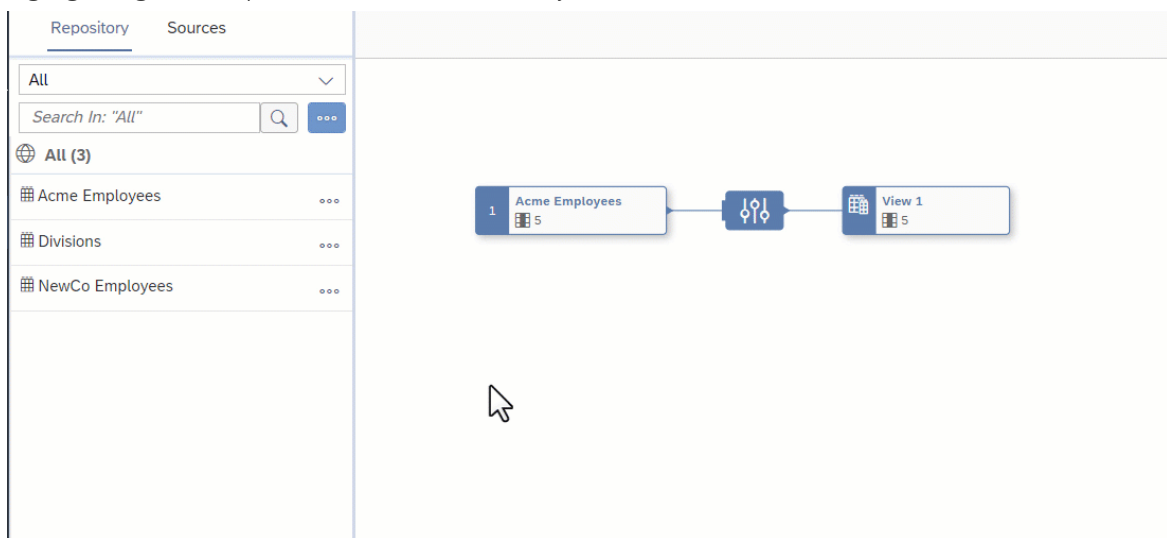 Repository Sources
All
Search In: "All"
All (3)
Acme Employees
Divisions
NewCo Employees
1 Acme Employees
5
View 1
5